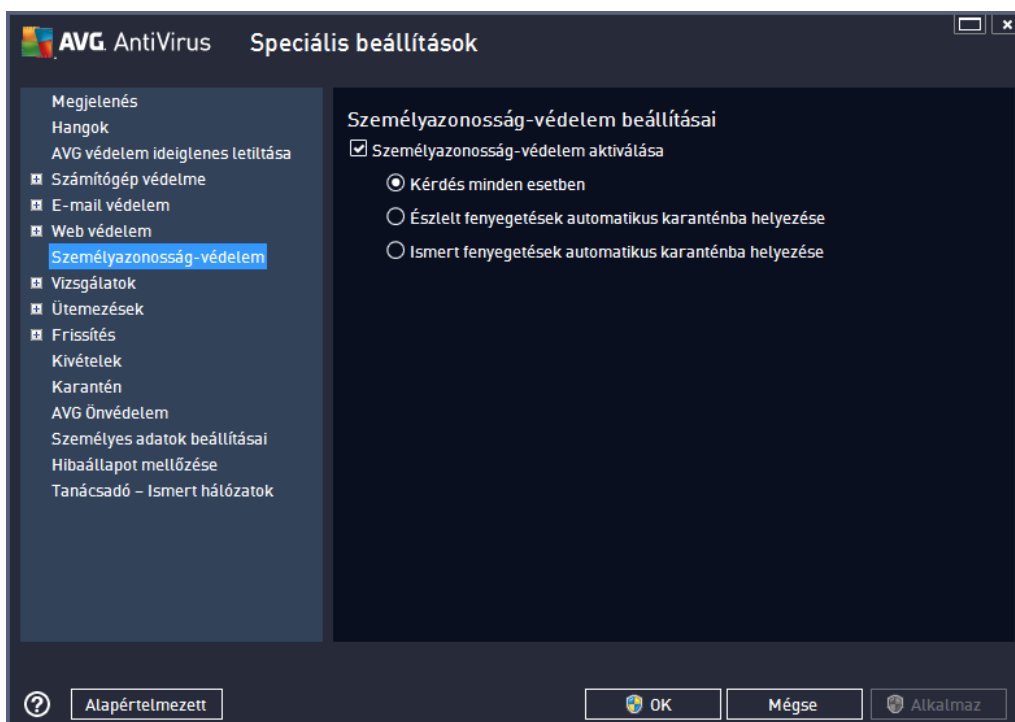 AVG. AntiVirus Speciális beállítások
Megjelenés
Hangok
AVG védelem ideiglenes letiltása
Számítógép védelme
E-mail védelem
Web védelem
Személyazonosság-védelem
Vizsgálatok
Ütemezések
Frissítés
Kivételek
Karantén
AVG Önvédelem
Személyes adatok beállításai
Hibaállapot mellőzése
Tanácsadó – Ismert hálózatok
Személyazonosság-védelem beállításai
Személyazonosság-védelem aktiválása
Kérdés minden esetben
Észlelt fenyegetések automatikus karanténba helyezése
Ismert fenyegetések automatikus karanténba helyezése
? Alapértelmezett OK Mégse Alkalmaz